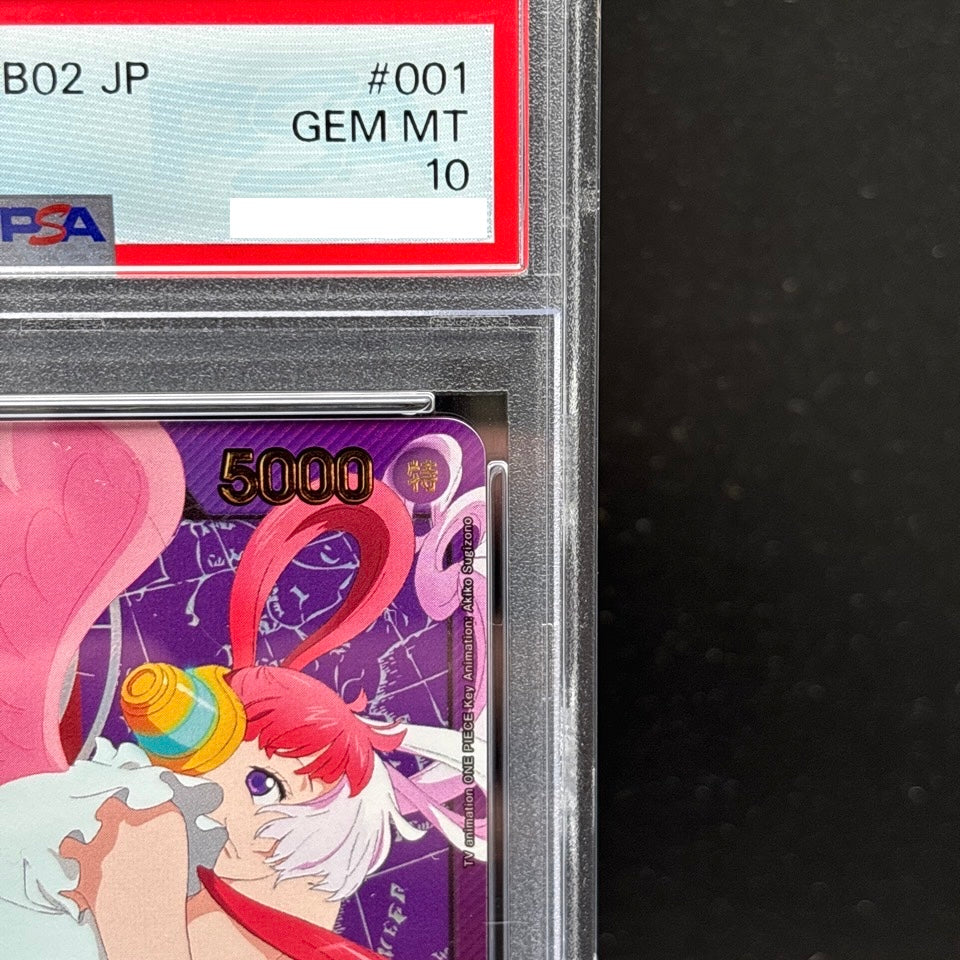 B02 JP
#001
GEM MT
10
PSA
5000
特
TV animation ONE PIECE Key Animation: Akiko Sugizono